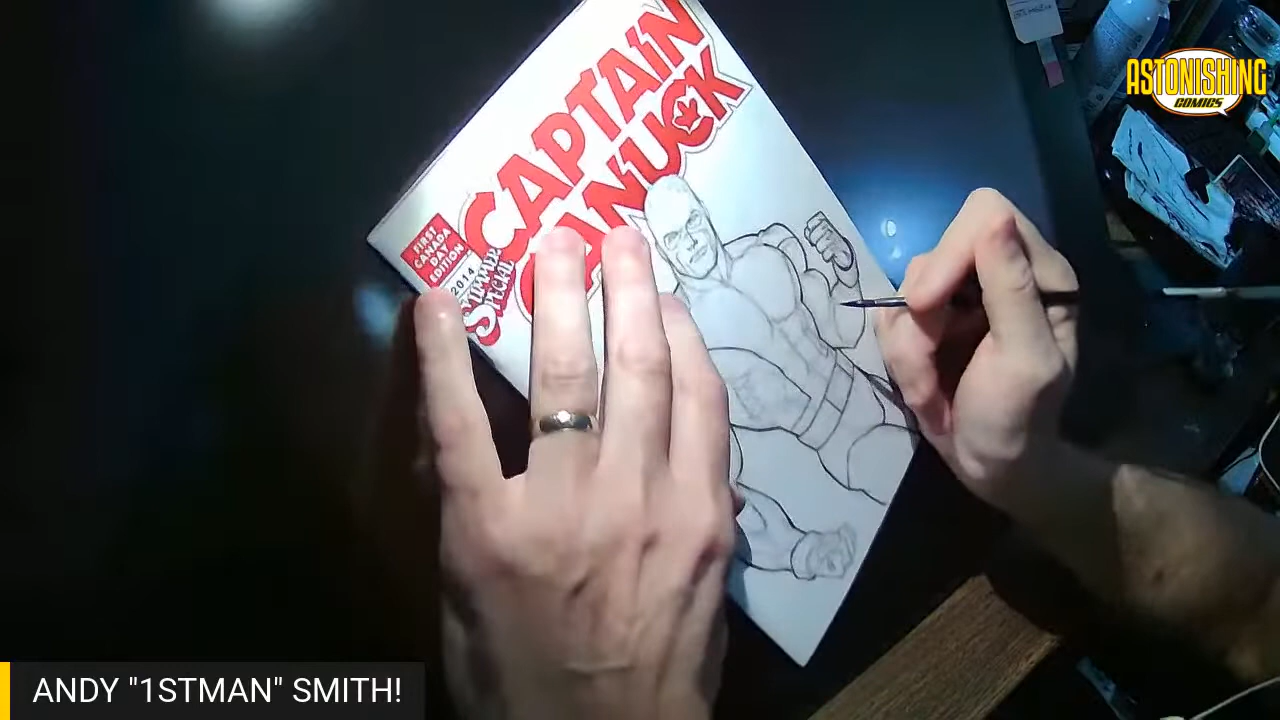 CAPTAIN
CANUCK
FIRST
CANADA
DAY
EDITION
2014
SUMMER
SPECIAL
ASTONISHING
COMICS
ANDY "1STMAN" SMITH!